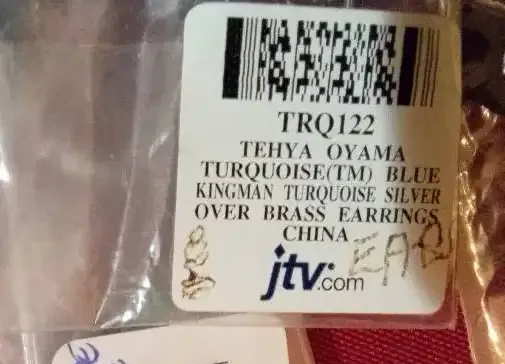 TRQ122
TEHYA OYAMA
TURQUOISE(TM) BLUE
KINGMAN TURQUOISE SILVER
OVER BRASS EARRINGS
CHINA
jtv.com